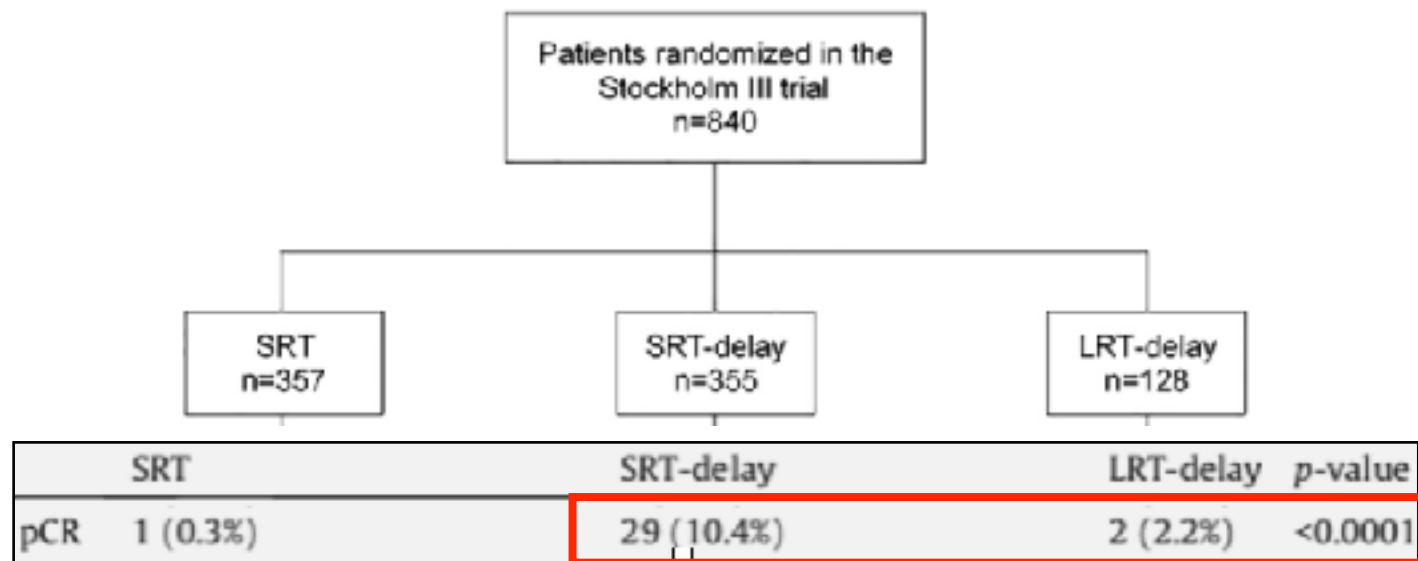 Patients randomized in the
Stockholm III trial
n=840
SRT
n=357
SRT-delay
n=355
LRT-delay
n=128
SRT SRT-delay LRT-delay p-value
pCR 1 (0.3%) 29 (10.4%) 2 (2.2%) <0.0001